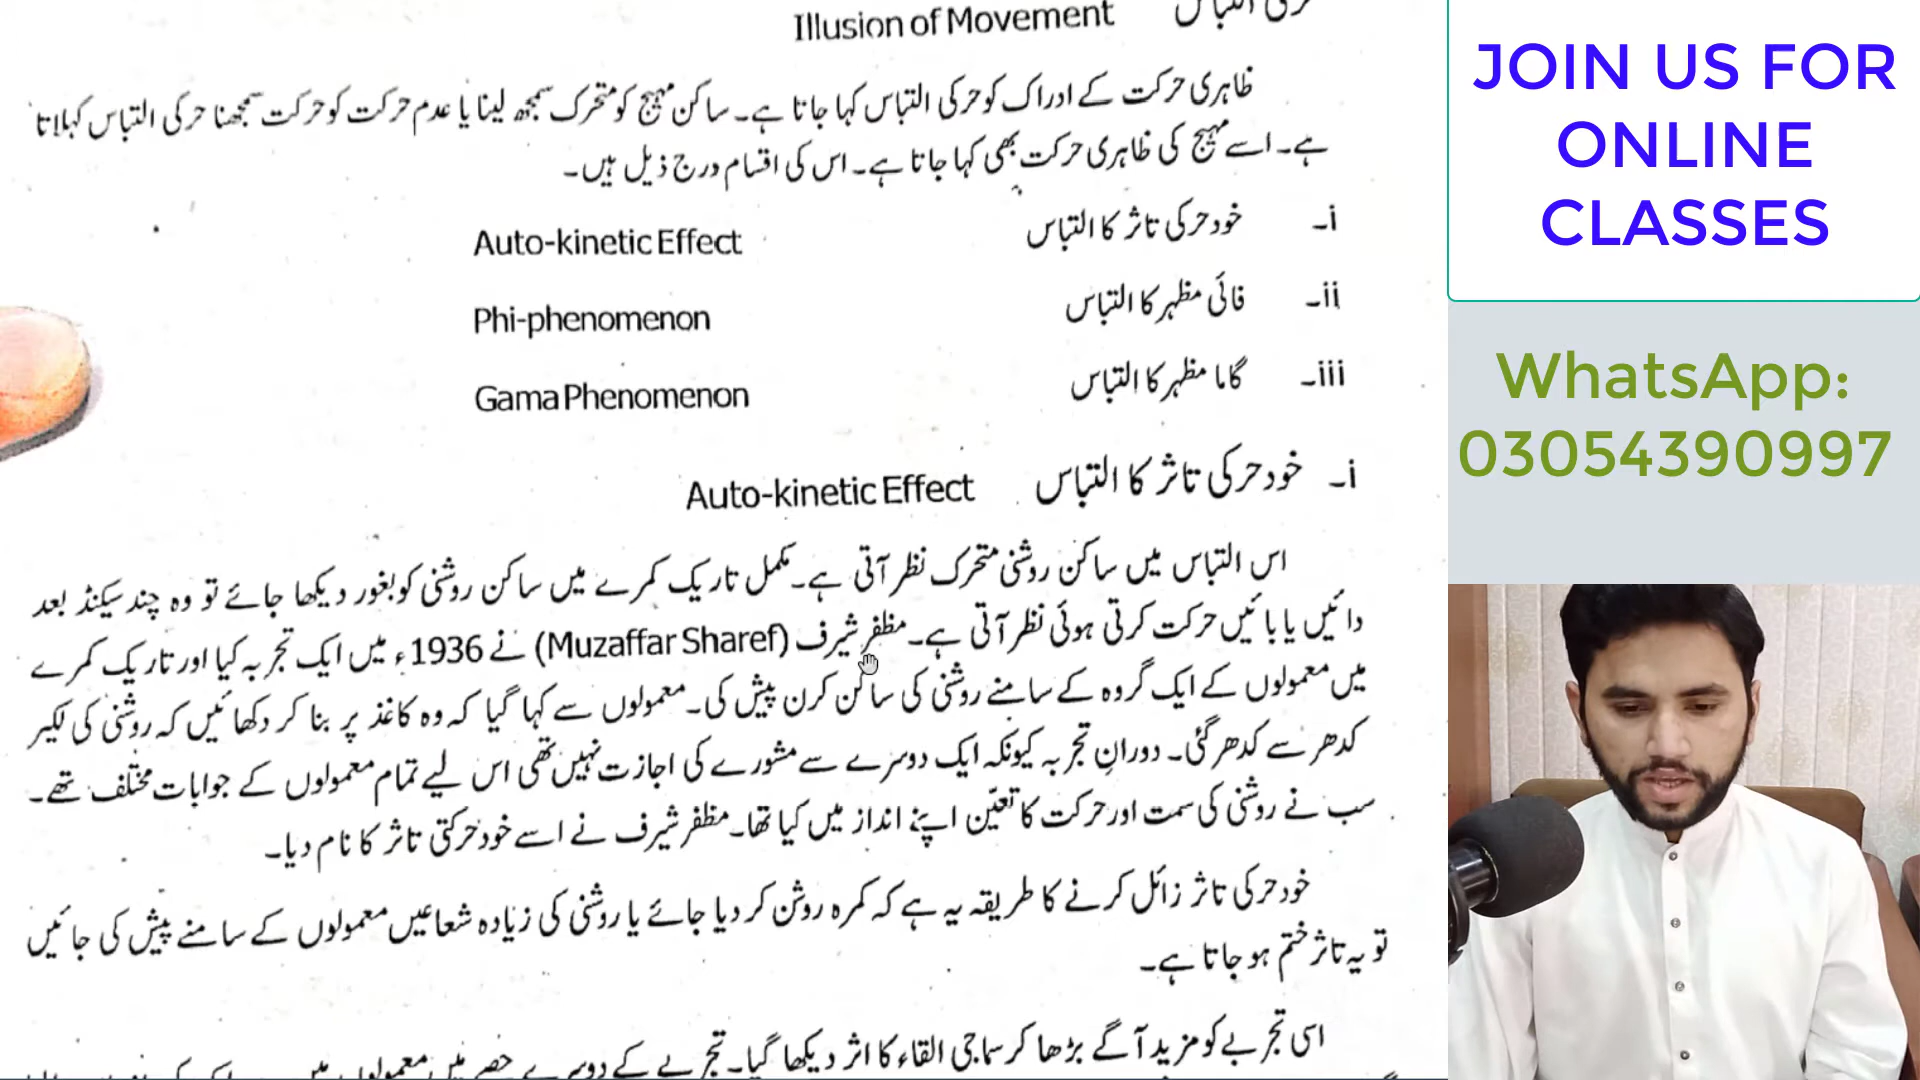 Illusion of Movement حرکی التباس
ظاہری حرکت کے ادراک کو حرکی التباس کہا جاتا ہے۔ ساکن مہیج کو متحرک سمجھ لینا یا عدم حرکت کو حرکت سمجھنا حرکی التباس کہلاتا
ہے۔ اسے مہیج کی ظاہری حرکت بھی کہا جاتا ہے۔ اس کی اقسام درج ذیل ہیں۔
i۔ خود حرکی تاثر کا التباس Auto-kinetic Effect
ii۔ فائی مظہر کا التباس Phi-phenomenon
iii۔ گاما مظہر کا التباس Gama Phenomenon
i۔ خود حرکی تاثر کا التباس Auto-kinetic Effect
اس التباس میں ساکن روشنی متحرک نظر آتی ہے۔ مکمل تاریک کمرے میں ساکن روشنی کو بغور دیکھا جائے تو وہ چند سیکنڈ بعد
دائیں یا بائیں حرکت کرتی ہوئی نظر آتی ہے۔ مظفر شیرف (Muzaffar Sharef) نے 1936ء میں ایک تجربہ کیا اور تاریک کمرے
میں معمولوں کے ایک گروہ کے سامنے روشنی کی ساکن کرن پیش کی۔ معمولوں سے کہا گیا کہ وہ کاغذ پر بنا کر دکھائیں کہ روشنی کی لکیر
کدھر سے کدھر گئی۔ دورانِ تجربہ کیونکہ ایک دوسرے سے مشورے کی اجازت نہیں تھی اس لیے تمام معمولوں کے جوابات مختلف تھے۔
سب نے روشنی کی سمت اور حرکت کا تعیّن اپنے انداز میں کیا تھا۔ مظفر شیرف نے اسے خود حرکتی تاثر کا نام دیا۔
خود حرکی تاثر زائل کرنے کا طریقہ یہ ہے کہ کمرہ روشن کر دیا جائے یا روشنی کی زیادہ شعاعیں معمولوں کے سامنے پیش کی جائیں
تو یہ تاثر ختم ہو جاتا ہے۔
اسی تجربے کو مزید آگے بڑھا کر سماجی القاء کا اثر دیکھا گیا۔ تجربے کے دوسرے حصے میں معمولوں
JOIN US FOR
ONLINE
CLASSES
WhatsApp:
03054390997